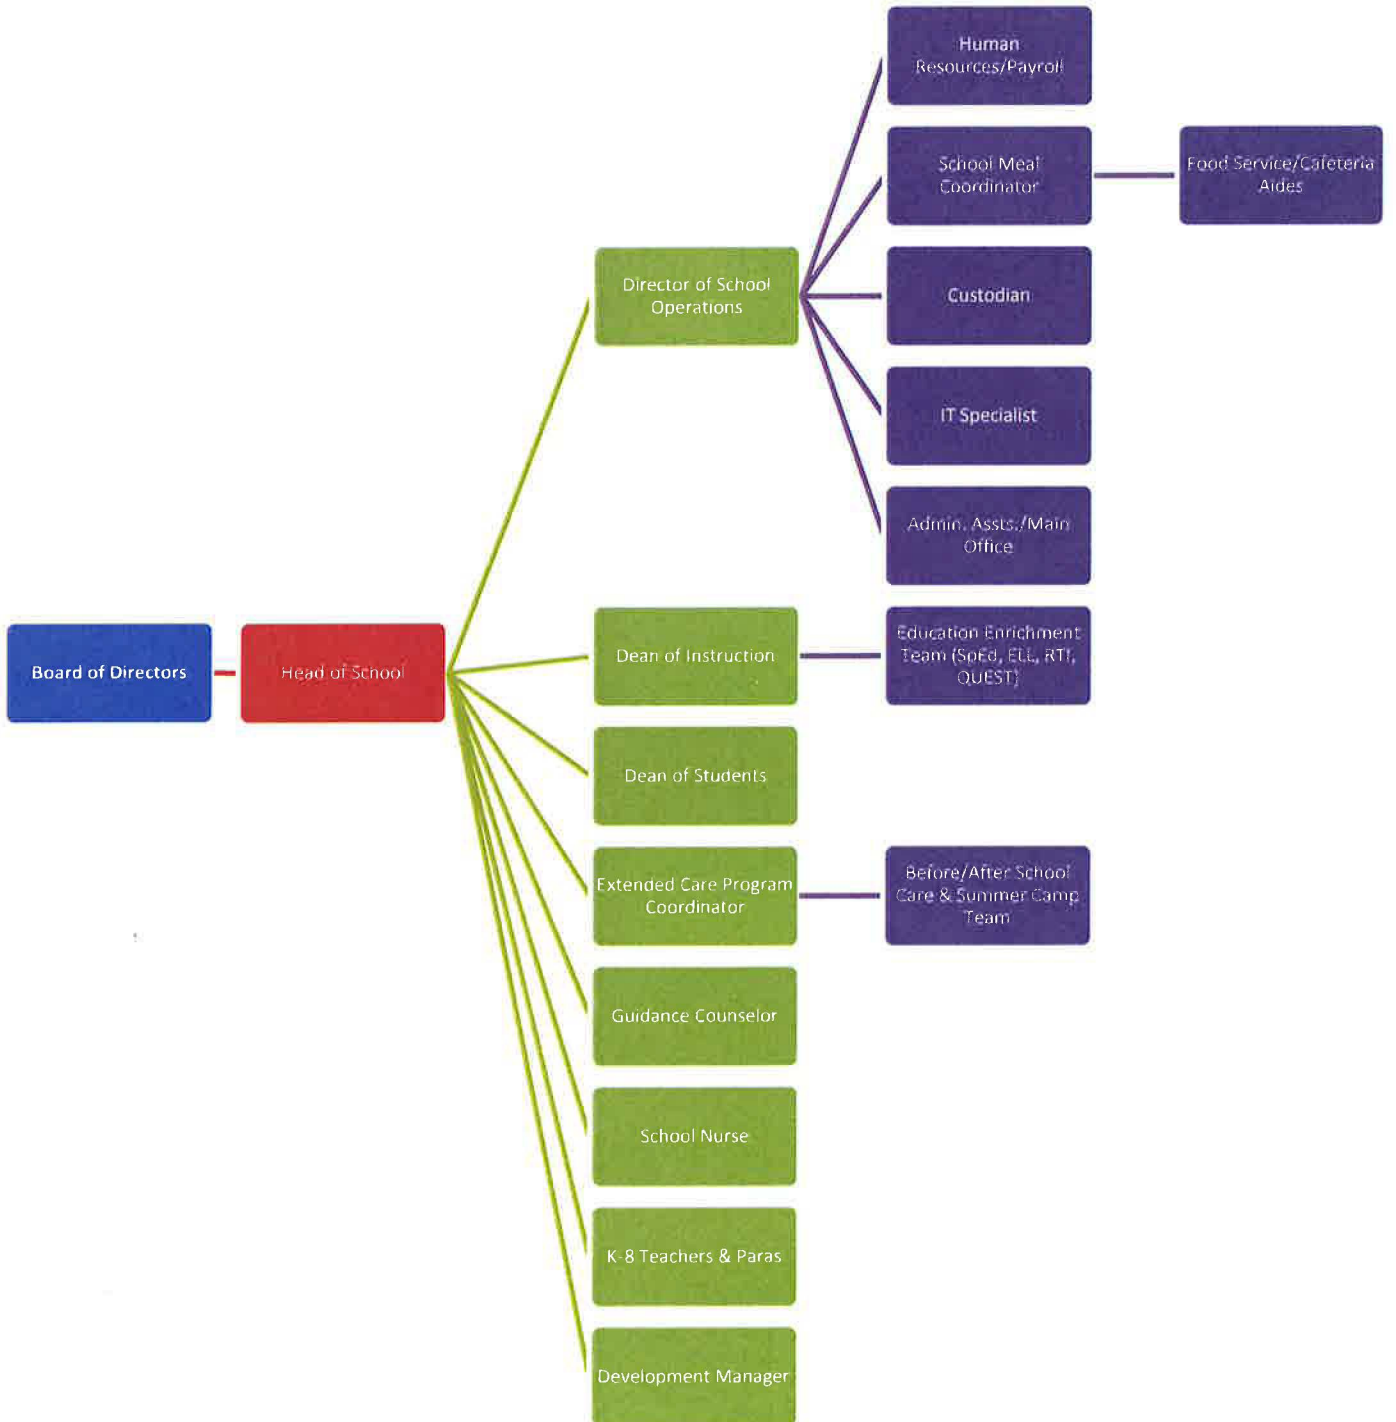 Human
Resources/Payroll
School Meal
Coordinator
Food Service/Cafeteria
Aides
Director of School
Operations
Custodian
IT Specialist
Admin. Assts./Main
Office
Board of Directors
Head of School
Dean of Instruction
Education Enrichment
Team (SpEd, ELL, RTI,
QUEST)
Dean of Students
Extended Care Program
Coordinator
Before/After School
Care & Summer Camp
Team
Guidance Counselor
School Nurse
K-8 Teachers & Paras
Development Manager